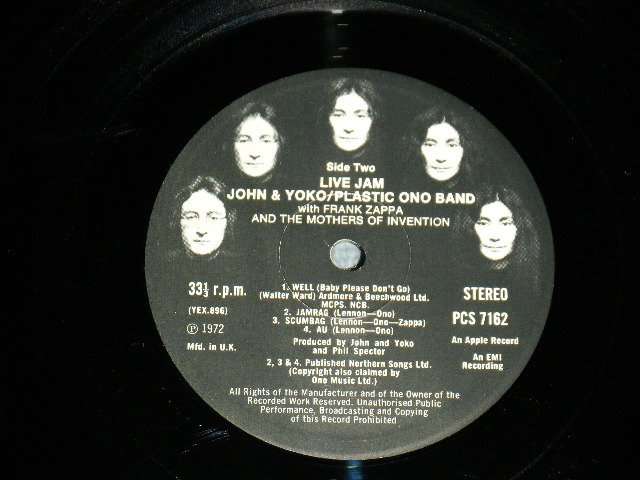 Side Two
LIVE JAM
JOHN & YOKO/PLASTIC ONO BAND
with FRANK ZAPPA
AND THE MOTHERS OF INVENTION
33⅓ r.p.m.
(YEX.896)
℗ 1972
Mfd. in U.K.
1. WELL (Baby Please Don't Go)
(Walter Ward) Ardmore & Beechwood Ltd.
MCPS. NCB.
2. JAMRAG (Lennon—Ono)
3. SCUMBAG (Lennon—Ono—Zappa)
4. AU (Lennon—Ono)
Produced by John and Yoko
and Phil Spector
2, 3 & 4. Published Northern Songs Ltd.
(Copyright also claimed by
Ono Music Ltd.)
STEREO
PCS 7162
An Apple Record
An EMI
Recording
All Rights of the Manufacturer and of the Owner of the
Recorded Work Reserved. Unauthorised Public
Performance, Broadcasting and Copying
of this Record Prohibited